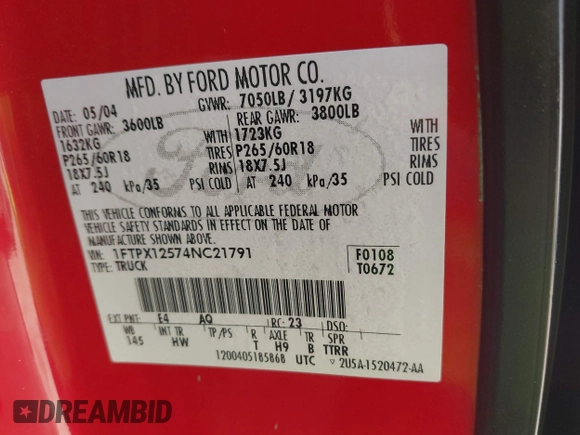 MFD. BY FORD MOTOR CO.
DATE: 05/04 GVWR: 7050LB / 3197KG
FRONT GAWR: 3600LB REAR GAWR: 3800LB
1632KG 1723KG WITH
P265/60R18 TIRES P265/60R18 TIRES
18X7.5J RIMS 18X7.5J RIMS
AT 240 kPa/35 PSI COLD AT 240 kPa/35 PSI COLD
THIS VEHICLE CONFORMS TO ALL APPLICABLE FEDERAL MOTOR
VEHICLE SAFETY STANDARDS IN EFFECT ON THE DATE OF
MANUFACTURE SHOWN ABOVE.
VIN: 1FTPX12574NC21791 F0108
TYPE: TRUCK T0672
EXT PNT: E4 AQ RC: 23 DSO:
WB INT TR TP/PS R AXLE TR SPR
145 HW T H9 B TTRR
1200405185868 UTC 2U5A-1520472-AA
Ford
WITH
DREAMBID